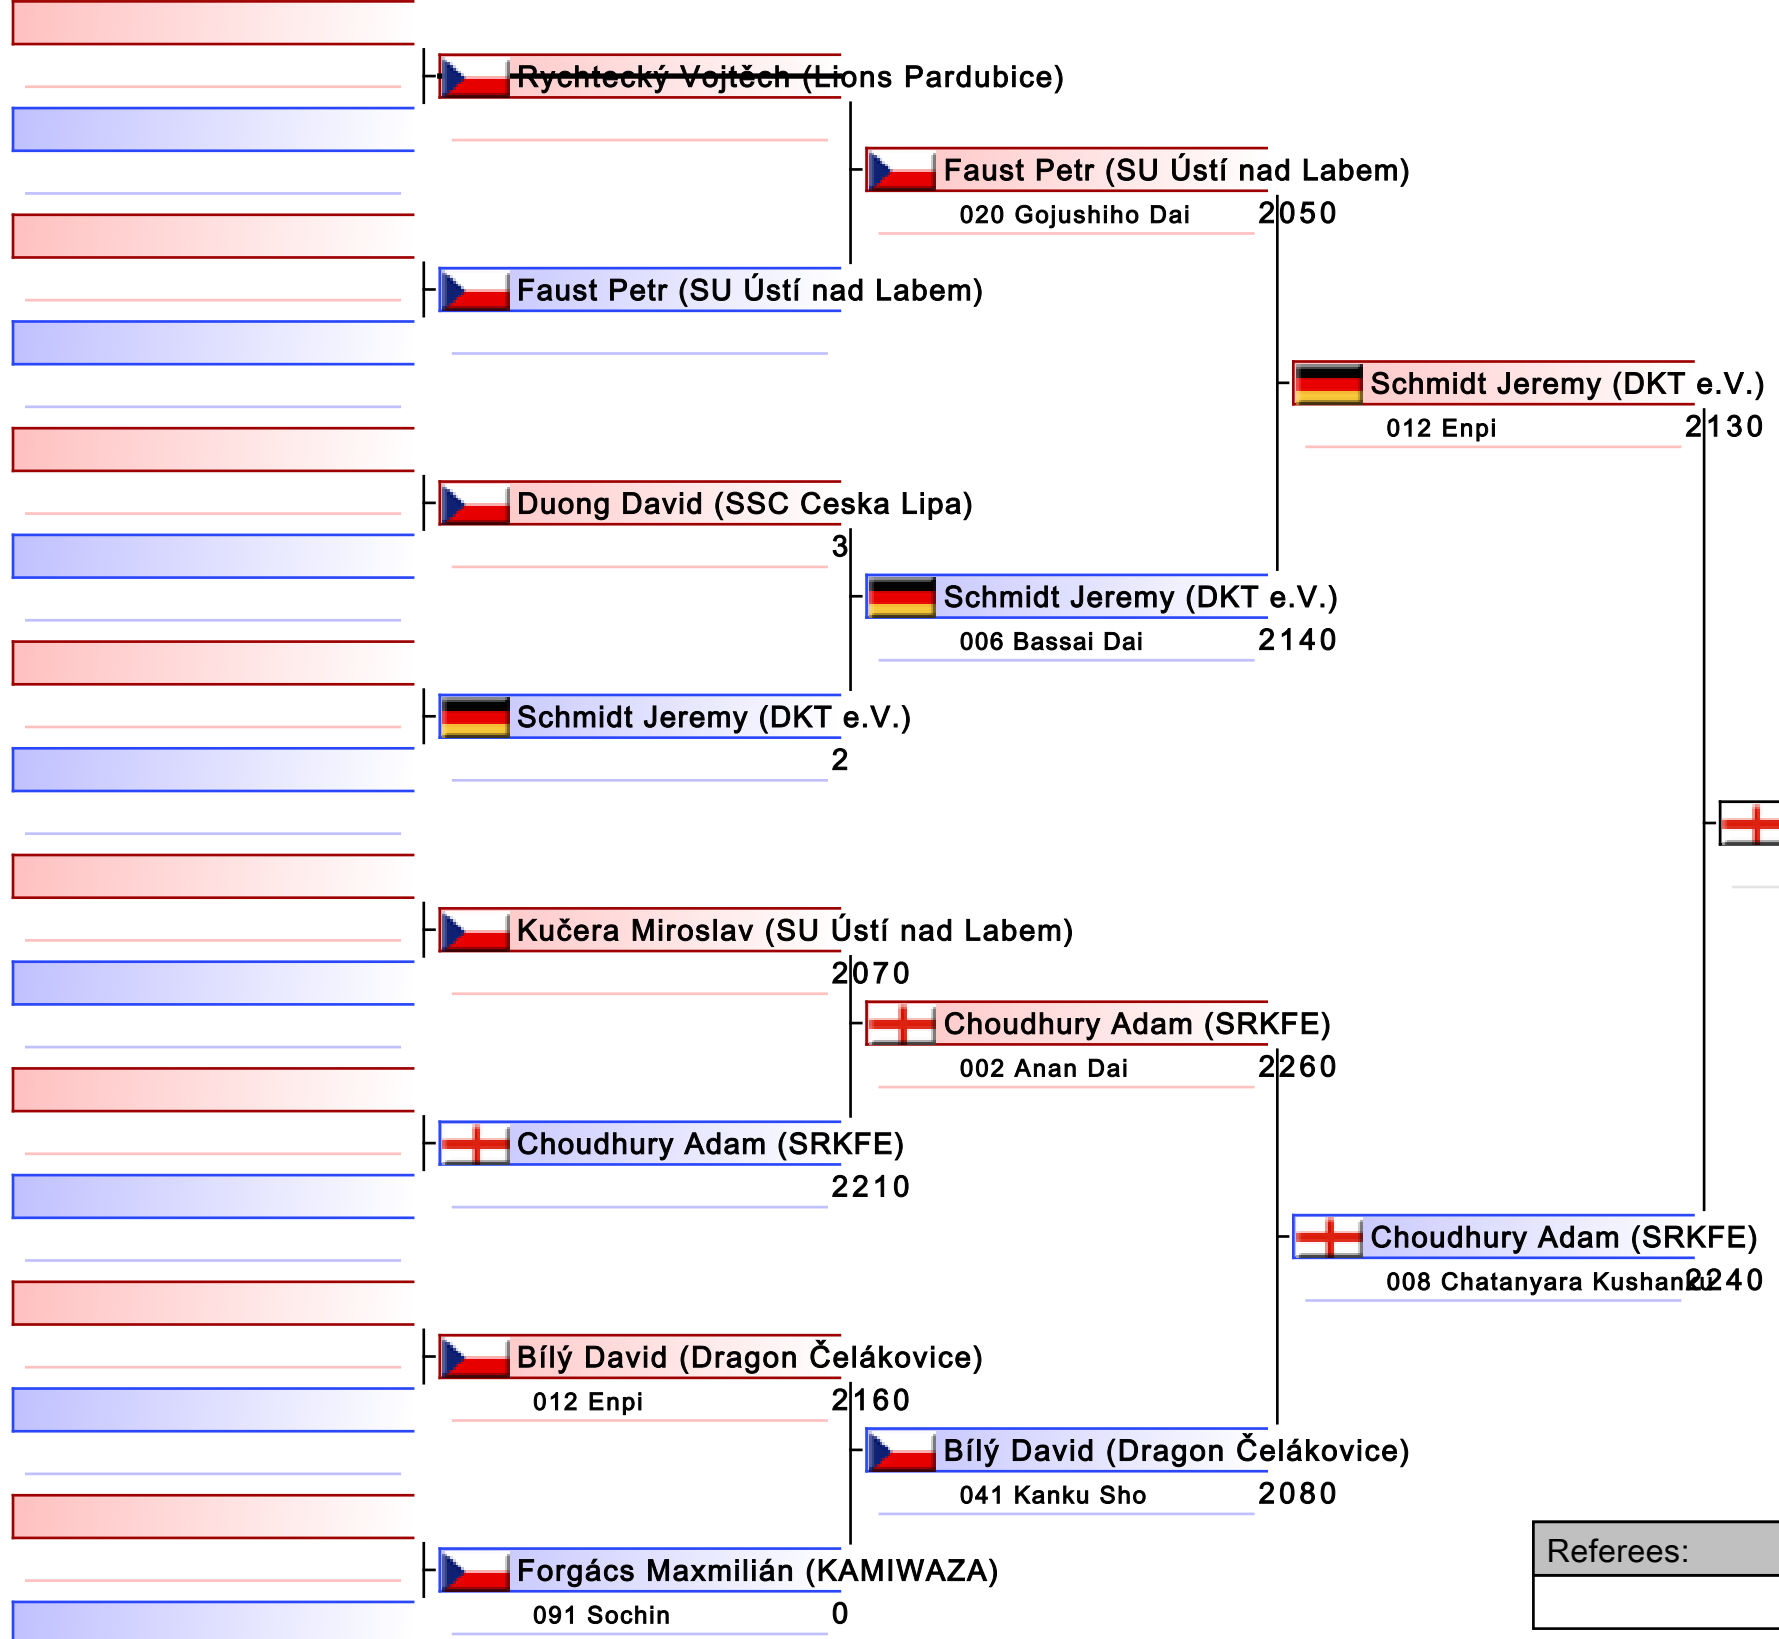 Rychtecký Vojtěch (Lions Pardubice)
Faust Petr (SU Ústí nad Labem)
020 Gojushiho Dai 2050
Faust Petr (SU Ústí nad Labem)
Schmidt Jeremy (DKT e.V.)
012 Enpi 2130
Duong David (SSC Ceska Lipa)
3
Schmidt Jeremy (DKT e.V.)
006 Bassai Dai 2140
Schmidt Jeremy (DKT e.V.)
2
Kučera Miroslav (SU Ústí nad Labem)
2070
Choudhury Adam (SRKFE)
002 Anan Dai 2260
Choudhury Adam (SRKFE)
2210
Choudhury Adam (SRKFE)
008 Chatanyara Kushanku 2240
Bílý David (Dragon Čelákovice)
012 Enpi 2160
Bílý David (Dragon Čelákovice)
041 Kanku Sho 2080
Referees:
Forgács Maxmilián (KAMIWAZA)
091 Sochin 0